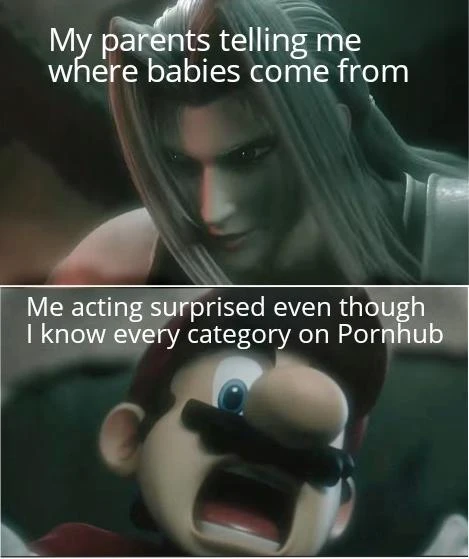 My parents telling me
where babies come from
Me acting surprised even though
I know every category on Pornhub